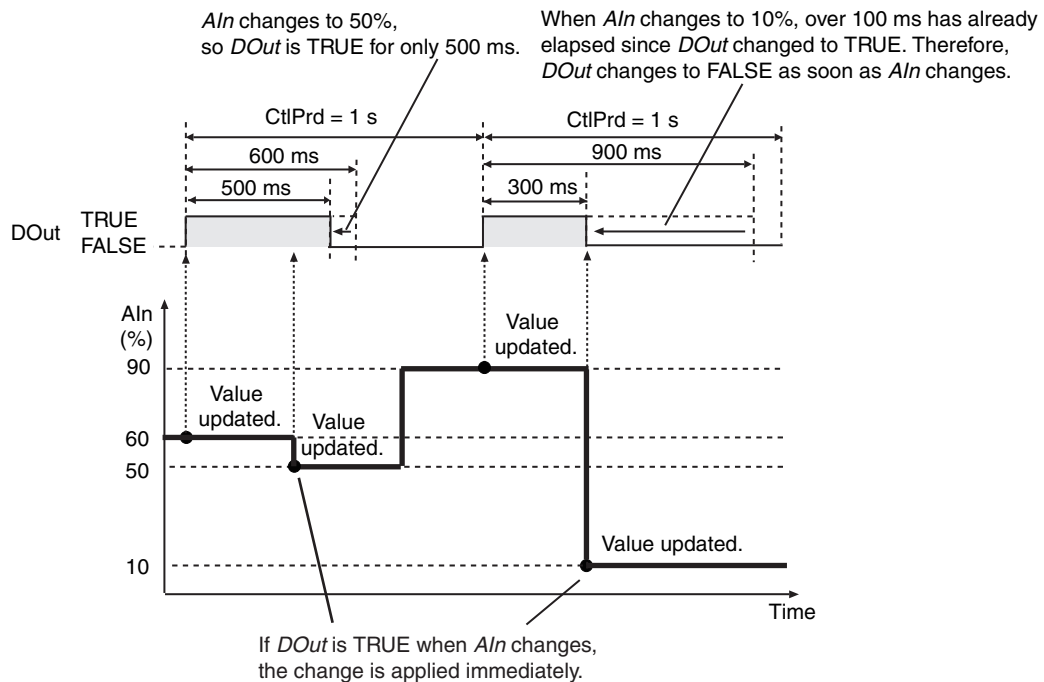 AIn changes to 50%,
so DOut is TRUE for only 500 ms.
When AIn changes to 10%, over 100 ms has already
elapsed since DOut changed to TRUE. Therefore,
DOut changes to FALSE as soon as AIn changes.
CtlPrd = 1 s
CtlPrd = 1 s
600 ms
900 ms
500 ms
300 ms
DOut
TRUE
FALSE
AIn
(%)
90
60
50
10
Value
updated.
Value
updated.
Value
updated.
Value updated.
Time
If DOut is TRUE when AIn changes,
the change is applied immediately.